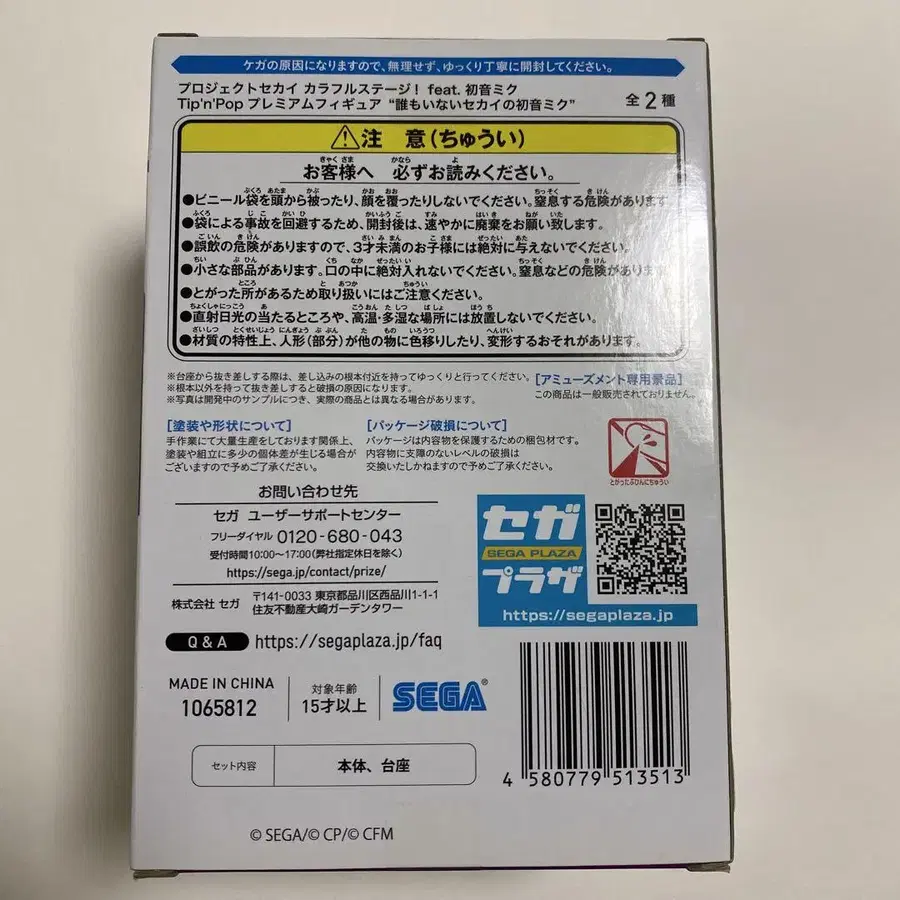 ケガの原因になりますので、無理せず、ゆっくり丁寧に開封してください。
プロジェクトセカイ カラフルステージ! feat. 初音ミク
Tip'n'Pop プレミアムフィギュア “誰もいないセカイの初音ミク”
全2種
注 意(ちゅうい)
お客様へ 必ずお読みください。
●ビニール袋を頭から被ったり、顔を覆ったりしないでください。窒息する危険があります
●袋による事故を回避するため、開封後は、速やかに廃棄をお願い致します。
●誤飲の危険がありますので、3才未満のお子様には絶対に与えないでください。
●小さな部品があります。口の中に絶対入れないでください。窒息などの危険があります
●とがった所があるため取り扱いにはご注意ください。
●直射日光の当たるところや、高温・多湿な場所には放置しないでください。
●材質の特性上、人形(部分)が他の物に色移りしたり、変形するおそれがあります。
※台座から抜き差しする際は、差し込みの根本付近を持ってゆっくりと行ってください。
※根本以外を持って抜き差しすると破損の原因になります。
※写真は開発中のサンプルにつき、実際の商品とは異なる場合があります。
[アミューズメント専用景品]
この商品は一般販売されておりません。
[塗装や形状について]
手作業にて大量生産をしております関係上、
塗装や組立に多少の個体差が生じる場合が
ございますので予めご了承ください。
[パッケージ破損について]
パッケージは内容物を保護するための梱包材です。
内容物に支障のないレベルの破損は
交換いたしかねますので予めご了承ください。
とがったぶひんにちゅうい
お問い合わせ先
セガ ユーザーサポートセンター
フリーダイヤル 0120-680-043
受付時間10:00〜17:00(弊社指定休日を除く)
https://sega.jp/contact/prize/
株式会社 セガ
〒141-0033 東京都品川区西品川1-1-1
住友不動産大崎ガーデンタワー
Q & A https://segaplaza.jp/faq
セガ
SEGA PLAZA
プラザ
https://segaplaza.jp
MADE IN CHINA
1065812
対象年齢
15才以上
SEGA®
セット内容
本体、台座
4 580779 513513
© SEGA/© CP/© CFM